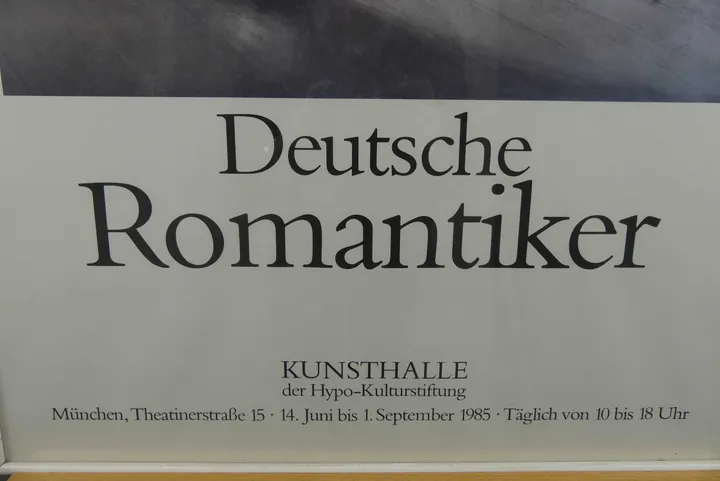 Deutsche
Romantiker
KUNSTHALLE
der Hypo-Kulturstiftung
München, Theatinerstraße 15 · 14. Juni bis 1. September 1985 · Täglich von 10 bis 18 Uhr